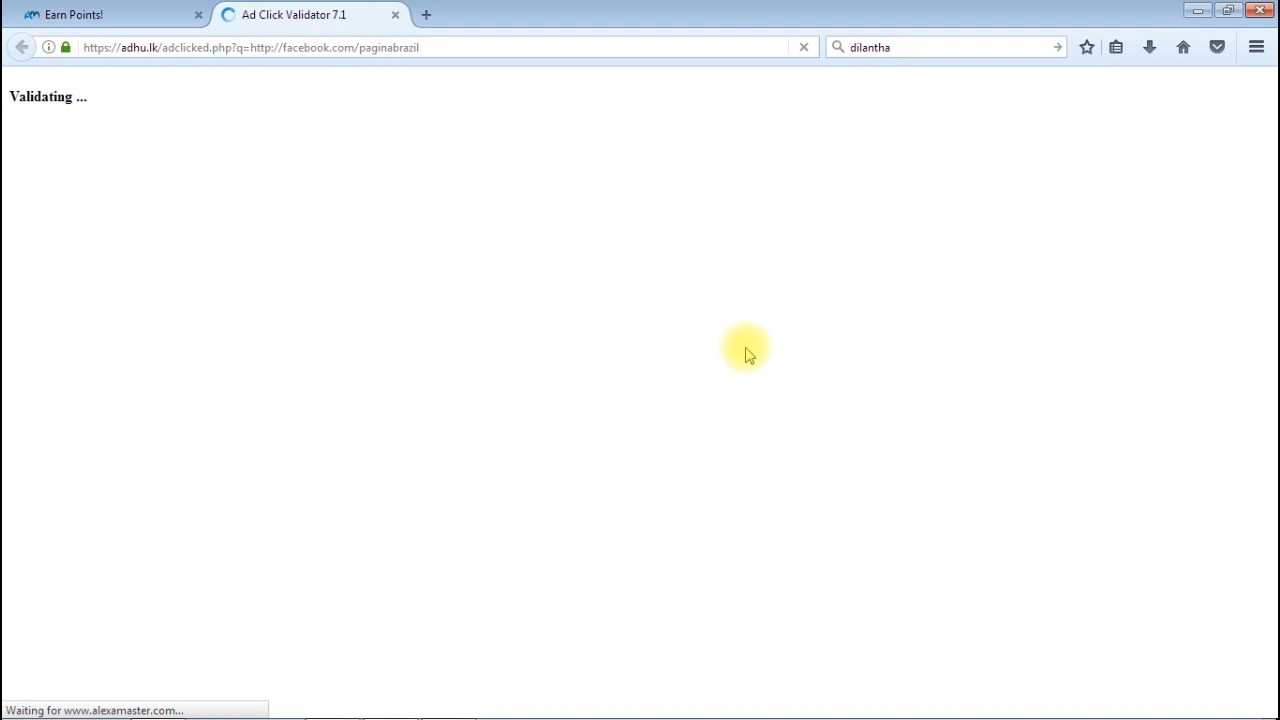 Earn Points!
Ad Click Validator 7.1
https://adhu.lk/adclicked.php?q=http://facebook.com/paginabrazil
dilantha
Validating ...
Waiting for www.alexamaster.com...